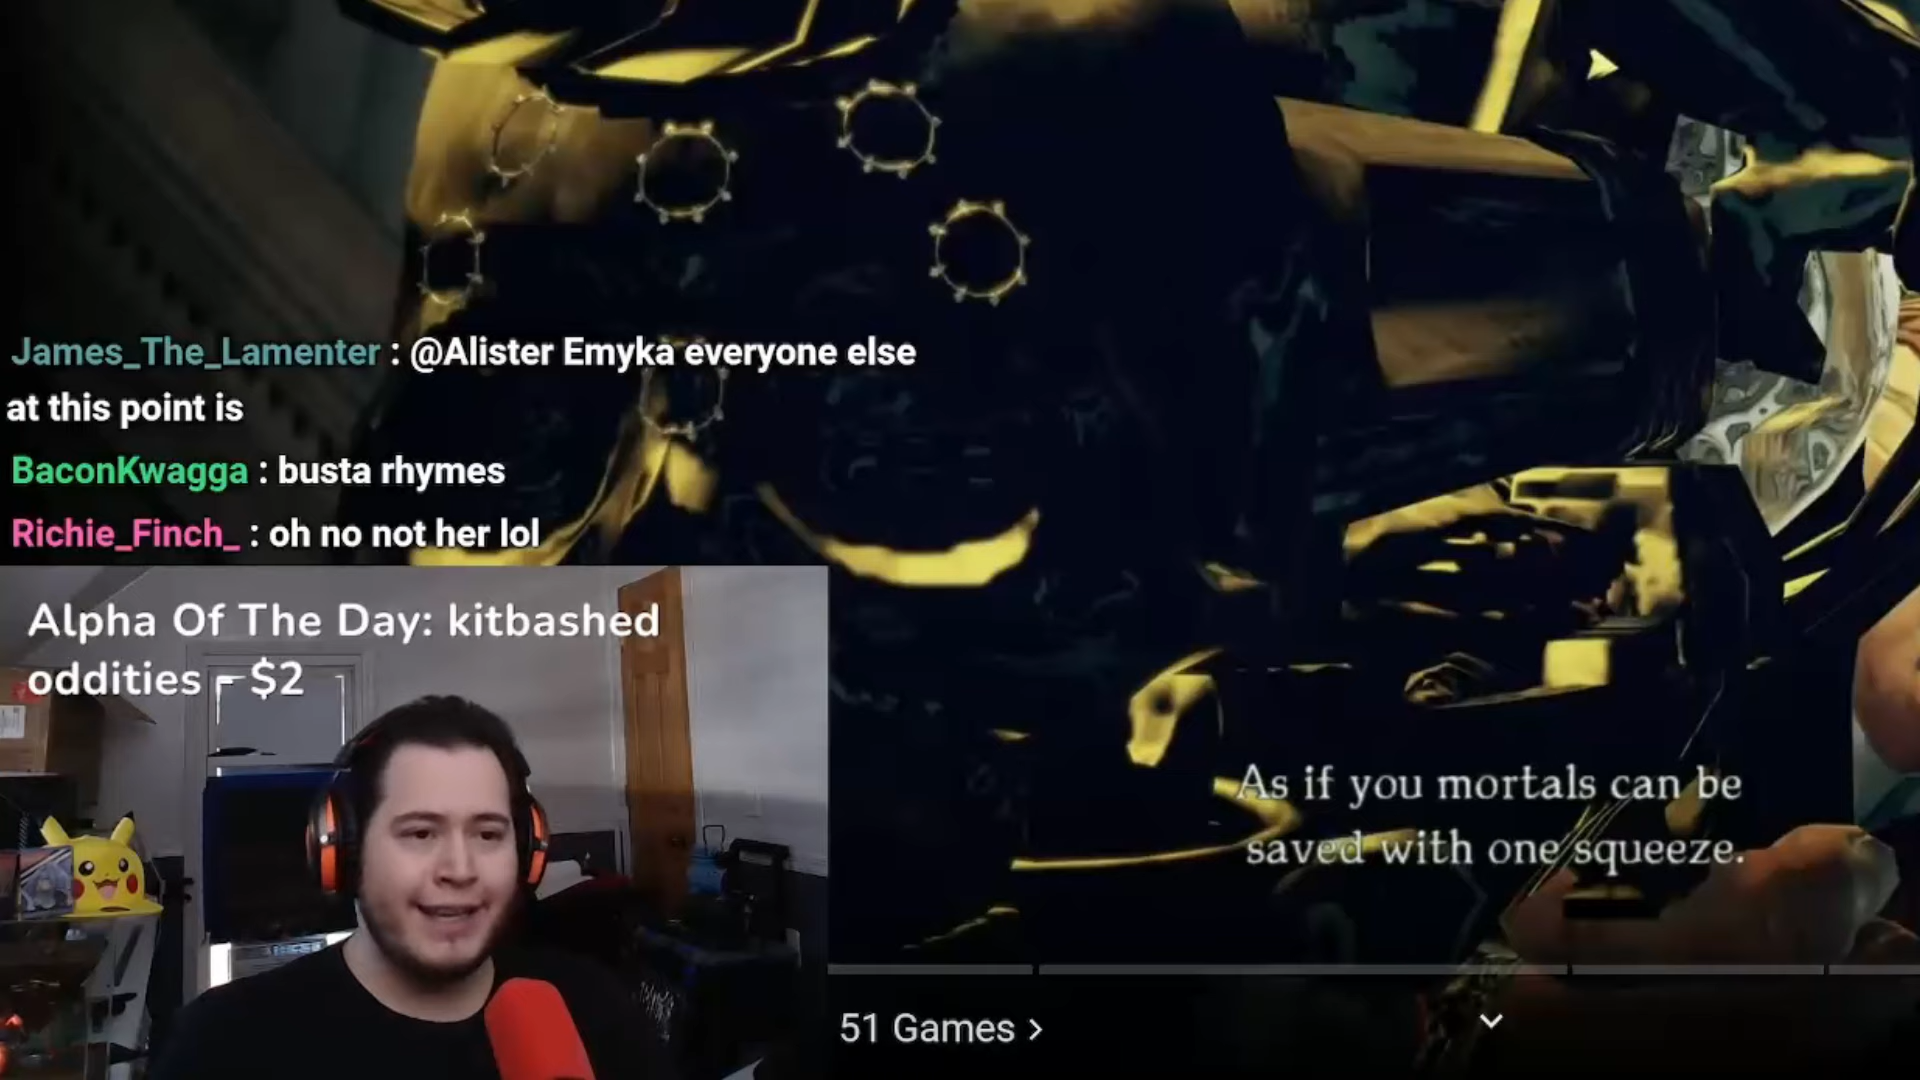 James_The_Lamenter : @Alister Emyka everyone else
at this point is
BaconKwagga : busta rhymes
Richie_Finch_ : oh no not her lol
Alpha Of The Day: kitbashed
oddities - $2
As if you mortals can be
saved with one squeeze.
51 Games >